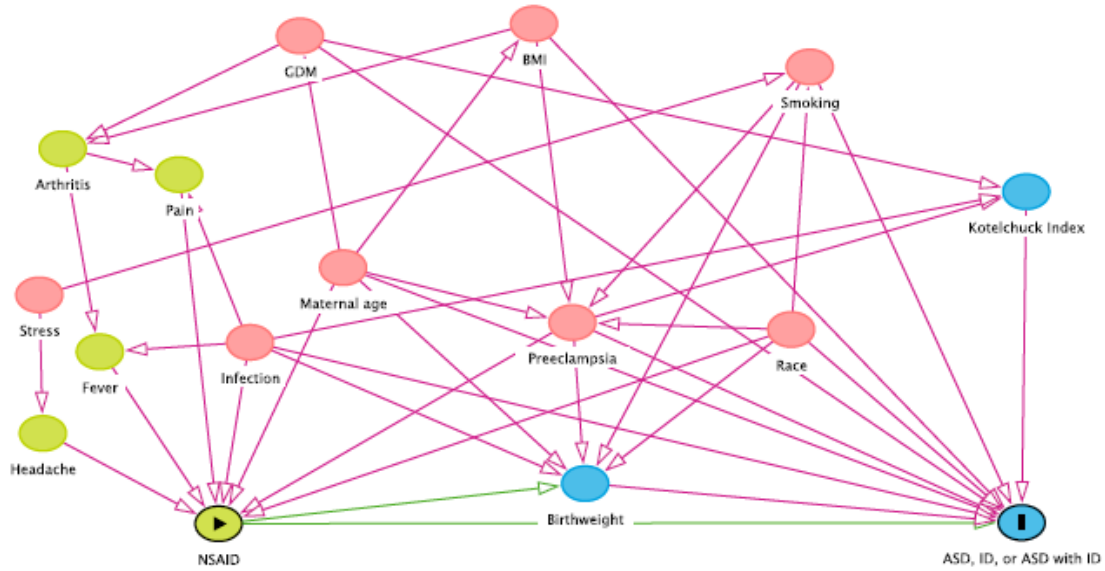 GDM
BMI
Smoking
Arthritis
Pain
Kotelchuck Index
Maternal age
Stress
Preeclampsia
Race
Infection
Fever
Headache
Birthweight
NSAID
ASD, ID, or ASD with ID